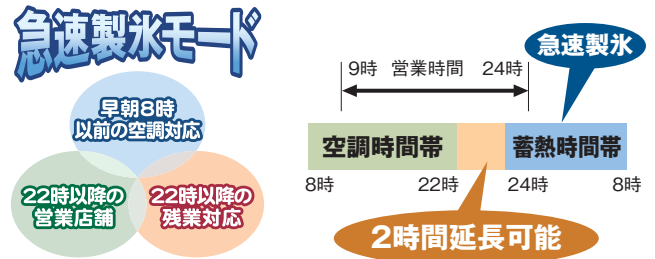 急速製氷モード
早朝8時
以前の空調対応
22時以降の
営業店舗
22時以降の
残業対応
急速製氷
9時 営業時間 24時
空調時間帯
蓄熱時間帯
8時 22時 24時 8時
2時間延長可能